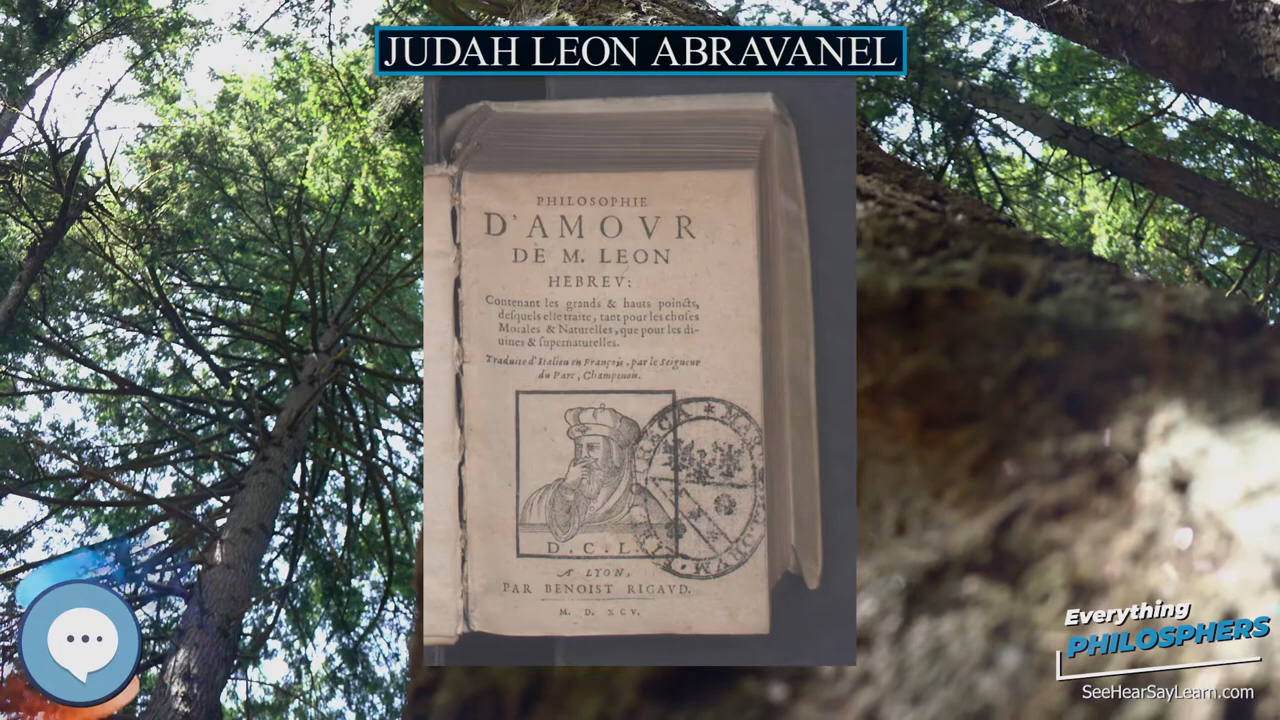 JUDAH LEON ABRAVANEL
PHILOSOPHIE
D'AMOVR
DE M. LEON
HEBREV:
Contenant les grands & hauts poincts,
desquels elle traite, tant pour les choses
Morales & Naturelles, que pour les di-
uines & supernaturelles.
Traduite d'Italien en François, par le Seigneur
du Parc, Champenois.
D. C. L.
A LYON,
PAR BENOIST RIGAVD.
M. D. XCV.
Everything
PHILOSPHERS
SeeHearSayLearn.com